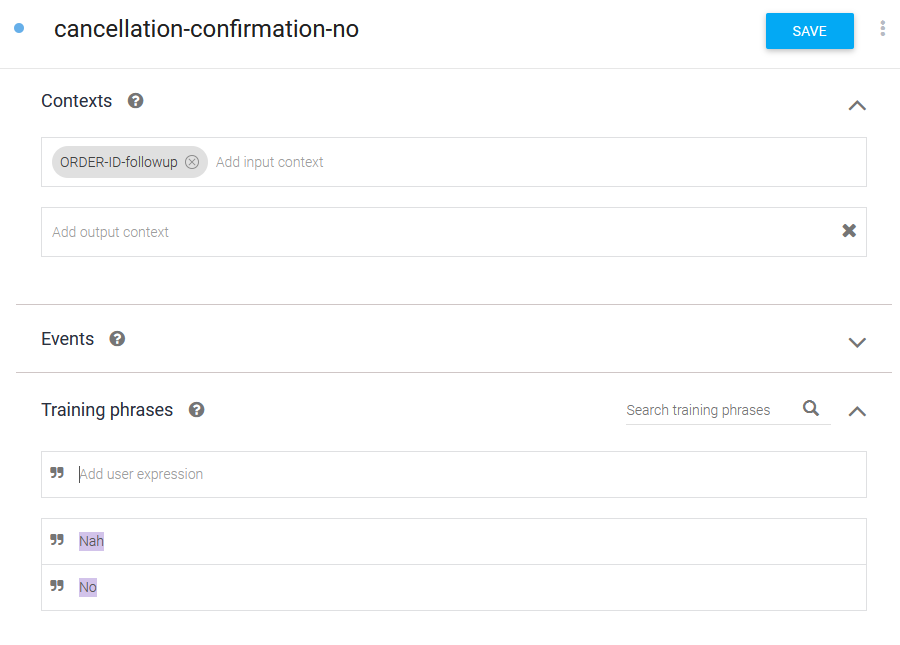 cancellation-confirmation-no
SAVE
Contexts
ORDER-ID-followup Add input context
Add output context
Events
Training phrases
Search training phrases
Add user expression
Nah
No